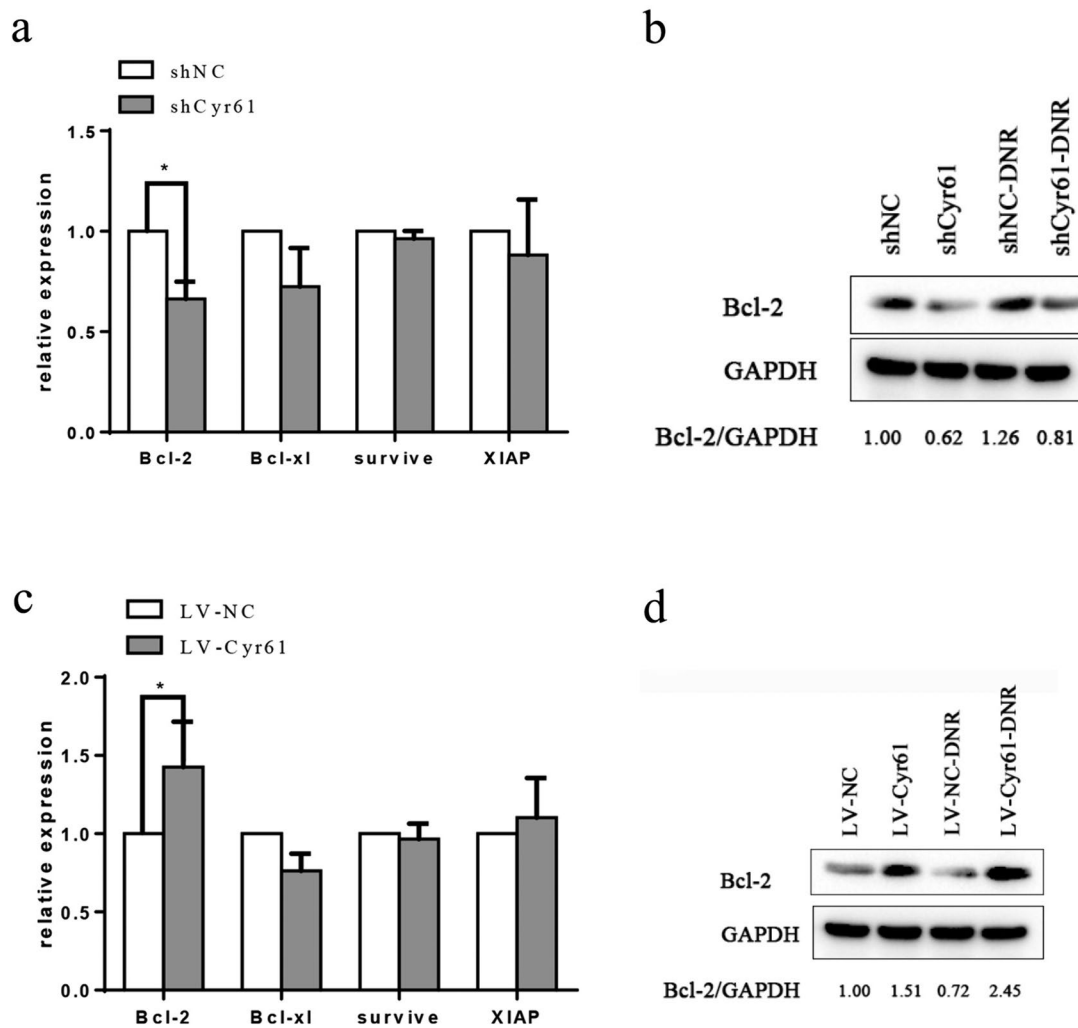 a
shNC
shCyr61
relative expression
1.5
1.0
0.5
0.0
*
Bcl-2 Bcl-xl survive XIAP
b
shNC shCyr61 shNC-DNR shCyr61-DNR
Bcl-2
GAPDH
Bcl-2/GAPDH 1.00 0.62 1.26 0.81
c
LV-NC
LV-Cyr61
relative expression
2.0
1.5
1.0
0.5
0.0
*
Bcl-2 Bcl-xl survive XIAP
d
LV-NC LV-Cyr61 LV-NC-DNR LV-Cyr61-DNR
Bcl-2
GAPDH
Bcl-2/GAPDH 1.00 1.51 0.72 2.45